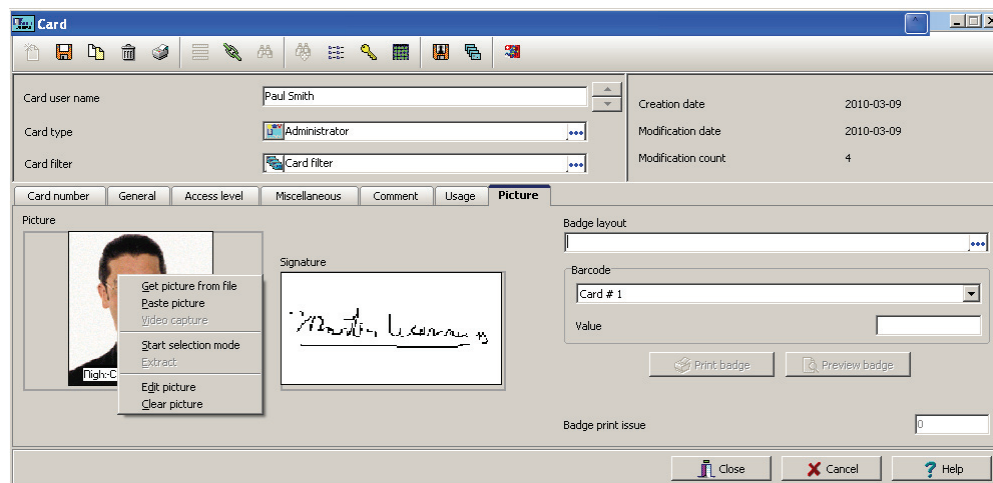 Card
Card user name
Paul Smith
Creation date
2010-03-09
Card type
Administrator
Modification date
2010-03-09
Card filter
Card filter
Modification count
4
Card number
General
Access level
Miscellaneous
Comment
Usage
Picture
Picture
Get picture from file
Paste picture
Video capture
Start selection mode
Extract
Edit picture
Clear picture
Signature
Badge layout
Barcode
Card # 1
Value
Print badge
Preview badge
Badge print issue
0
Close
Cancel
Help